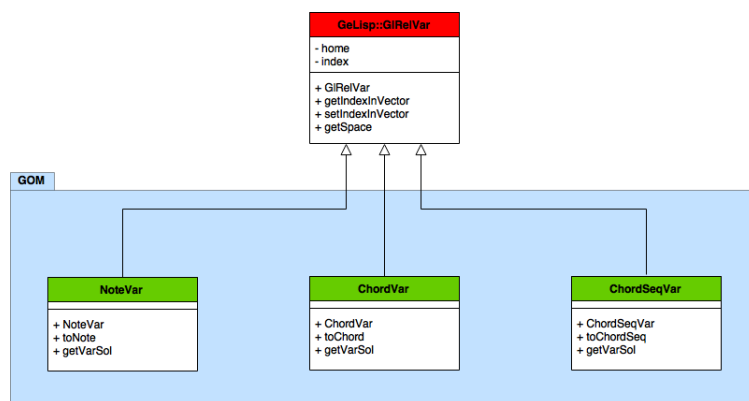 GeLisp::GlRelVar
- home
- index
+ GlRelVar
+ getIndexInVector
+ setIndexInVector
+ getSpace
GOM
NoteVar
+ NoteVar
+ toNote
+ getVarSol
ChordVar
+ ChordVar
+ toChord
+ getVarSol
ChordSeqVar
+ ChordSeqVar
+ toChordSeq
+ getVarSol